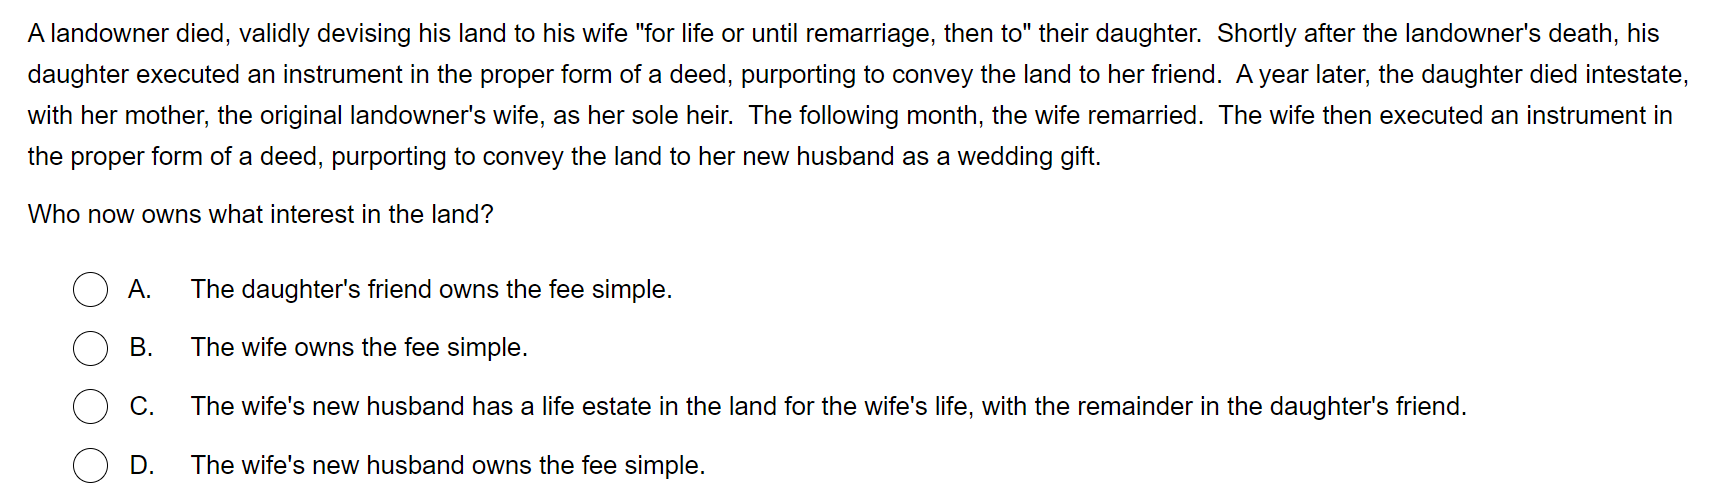 A landowner died, validly devising his land to his wife "for life or until remarriage, then to" their daughter.  Shortly after the landowner's death, his
daughter executed an instrument in the proper form of a deed, purporting to convey the land to her friend.  A year later, the daughter died intestate,
with her mother, the original landowner's wife, as her sole heir.  The following month, the wife remarried.  The wife then executed an instrument in
the proper form of a deed, purporting to convey the land to her new husband as a wedding gift.
Who now owns what interest in the land?
A. The daughter's friend owns the fee simple.
B. The wife owns the fee simple.
C. The wife's new husband has a life estate in the land for the wife's life, with the remainder in the daughter's friend.
D. The wife's new husband owns the fee simple.